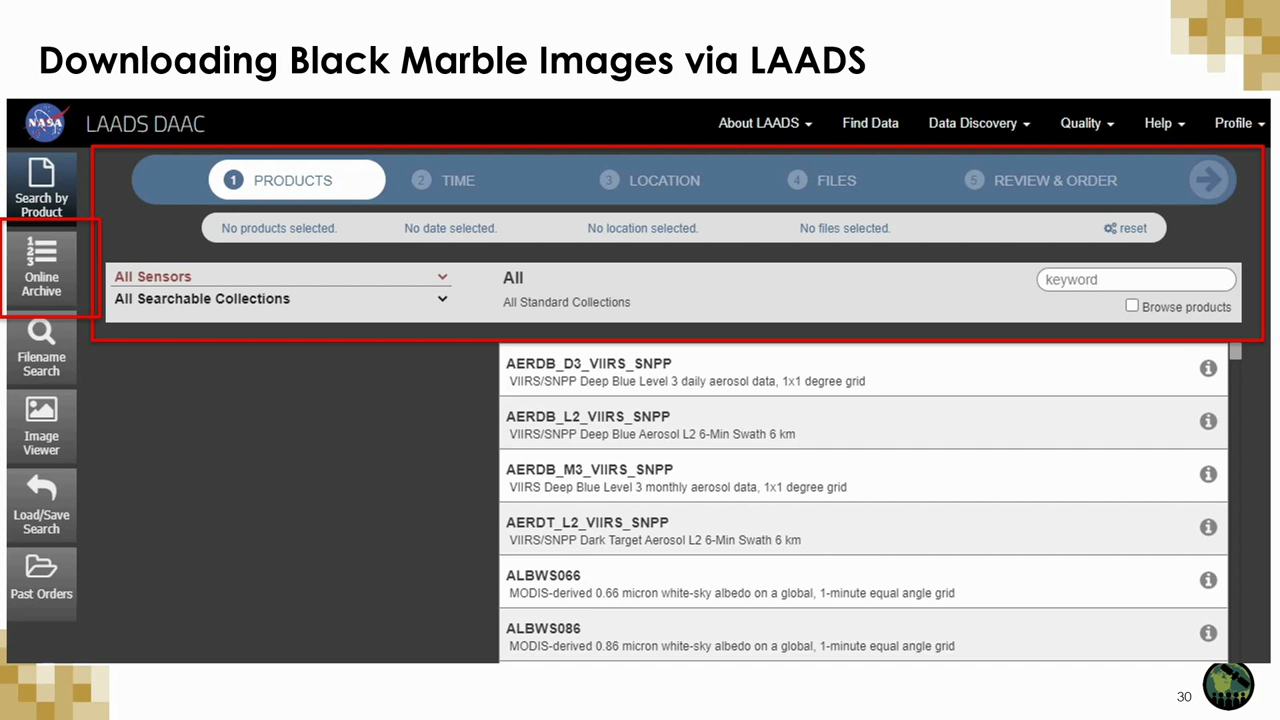 Downloading Black Marble Images via LAADS
NASA
LAADS DAAC
About LAADS
Find Data
Data Discovery
Quality
Help
Profile
Search by
Product
1 PRODUCTS
2 TIME
3 LOCATION
4 FILES
5 REVIEW & ORDER
No products selected.
No date selected.
No location selected.
No files selected.
reset
1
2
3
Online
Archive
All Sensors
All Searchable Collections
All
All Standard Collections
keyword
Browse products
Filename
Search
Image
Viewer
Load/Save
Search
Past Orders
AERDB_D3_VIIRS_SNPP
VIIRS/SNPP Deep Blue Level 3 daily aerosol data, 1x1 degree grid
AERDB_L2_VIIRS_SNPP
VIIRS/SNPP Deep Blue Aerosol L2 6-Min Swath 6 km
AERDB_M3_VIIRS_SNPP
VIIRS Deep Blue Level 3 monthly aerosol data, 1x1 degree grid
AERDT_L2_VIIRS_SNPP
VIIRS/SNPP Dark Target Aerosol L2 6-Min Swath 6 km
ALBWS066
MODIS-derived 0.66 micron white-sky albedo on a global, 1-minute equal angle grid
ALBWS086
MODIS-derived 0.86 micron white-sky albedo on a global, 1-minute equal angle grid
30